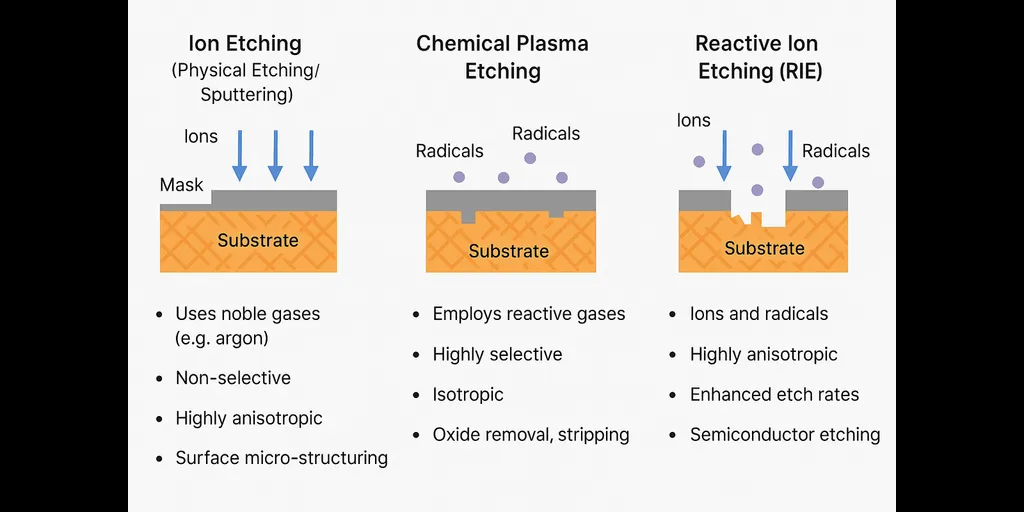 Ion Etching
(Physical Etching/
Sputtering)
Ions
Mask
Substrate
• Uses noble gases
(e.g. argon)
• Non-selective
• Highly anisotropic
• Surface micro-structuring
Chemical Plasma
Etching
Radicals
Radicals
Substrate
• Employs reactive gases
• Highly selective
• Isotropic
• Oxide removal, stripping
Reactive Ion
Etching (RIE)
Ions
Radicals
Substrate
• Ions and radicals
• Highly anisotropic
• Enhanced etch rates
• Semiconductor etching